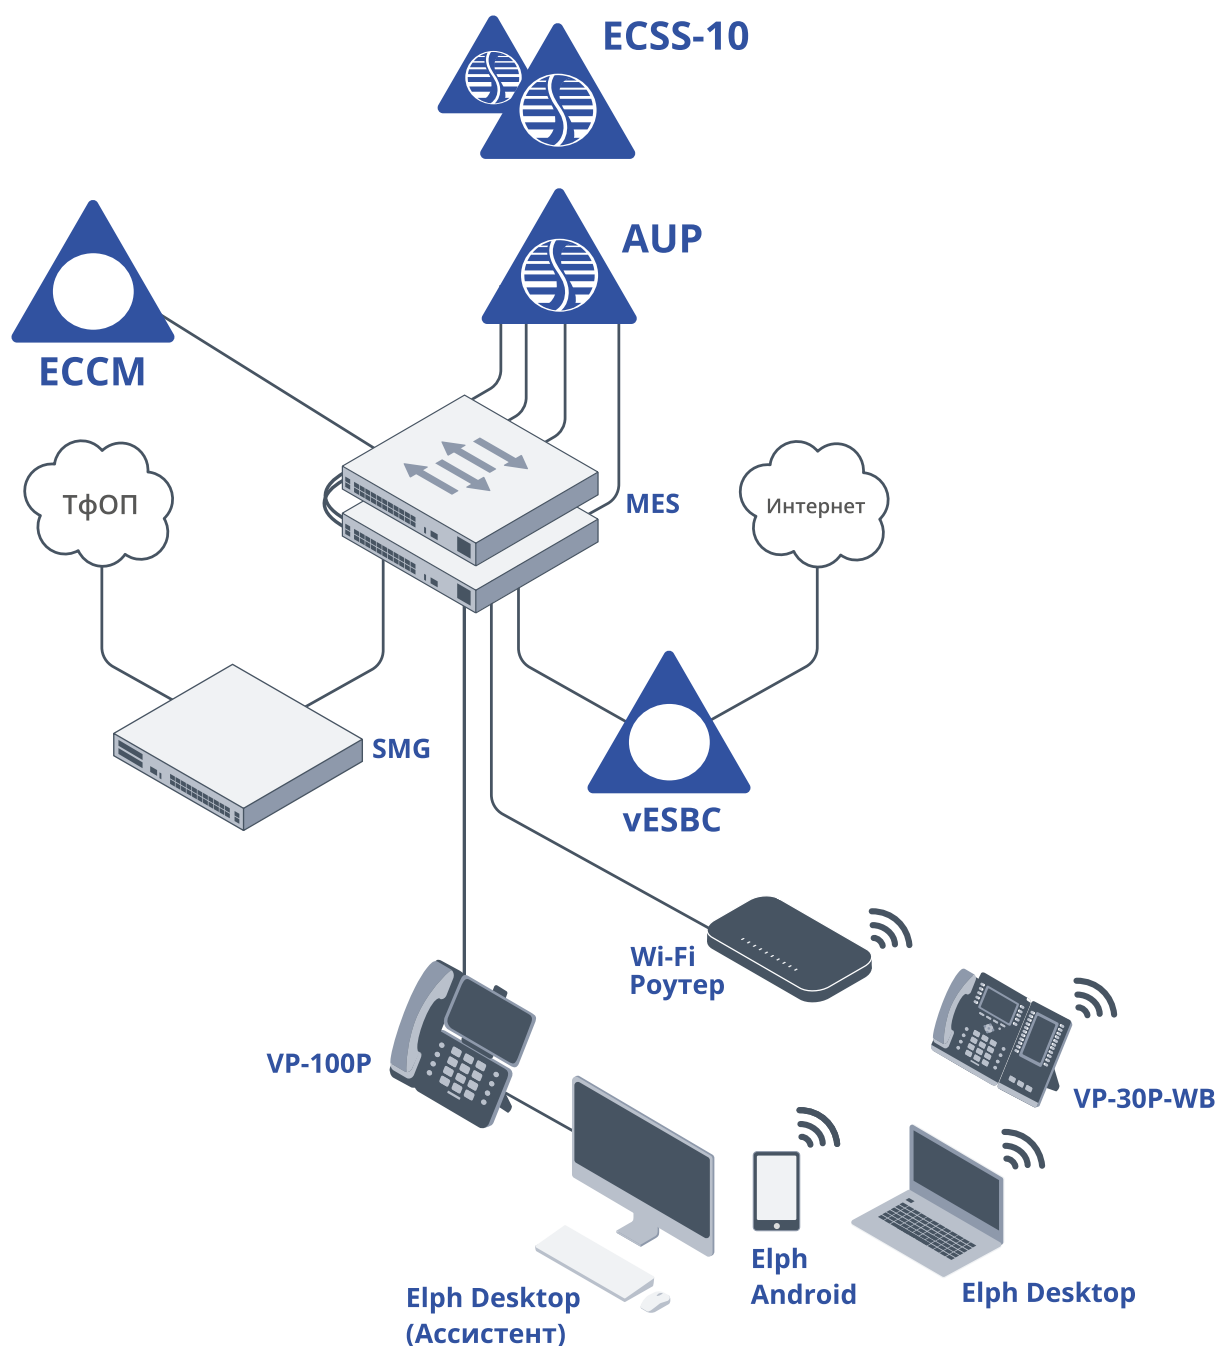 ECSS-10
AUP
ECCM
ТфОП
MES
Интернет
SMG
vESBC
Wi-Fi
Роутер
VP-100P
VP-30P-WB
Elph
Android
Elph Desktop
Elph Desktop
(Ассистент)